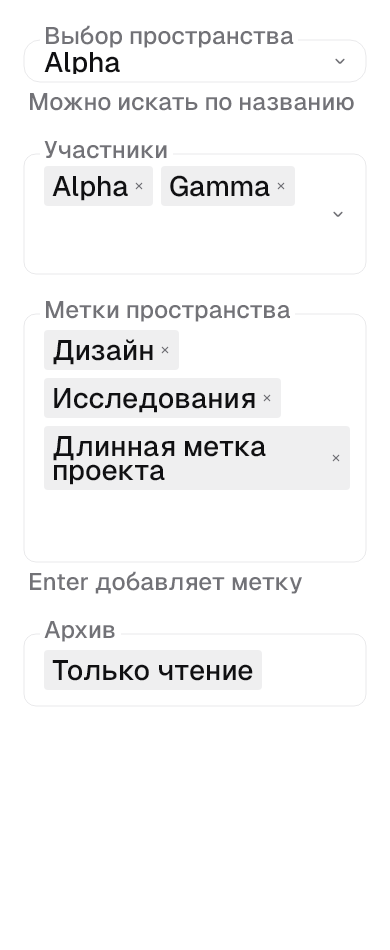 Выбор пространства
Alpha
Можно искать по названию
Участники
Alpha × Gamma ×
Метки пространства
Дизайн ×
Исследования ×
Длинная метка
проекта ×
Enter добавляет метку
Архив
Только чтение